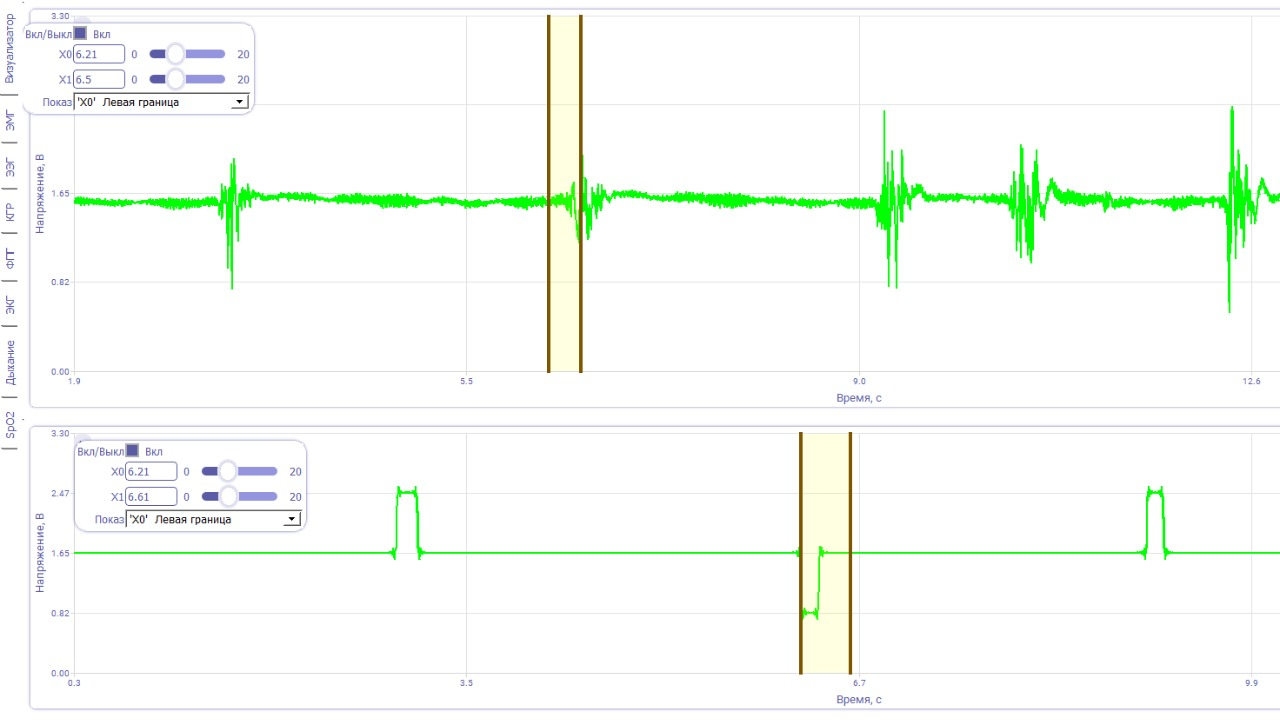 Визуализатор
ЭМГ
ЭЭГ
КГР
ФПГ
ЭКГ
Дыхание
SpO2
3.30
Вкл/Выкл Вкл
X0 6.21 0 20
X1 6.5 0 20
Показ 'X0' Левая граница
Напряжение, В
1.65
0.82
0.00
1.9 5.5 9.0 12.6
Время, с
3.30
Вкл/Выкл Вкл
X0 6.21 0 20
X1 6.61 0 20
Показ 'X0' Левая граница
2.47
Напряжение, В
1.65
0.82
0.00
0.3 3.5 6.7 9.9
Время, с